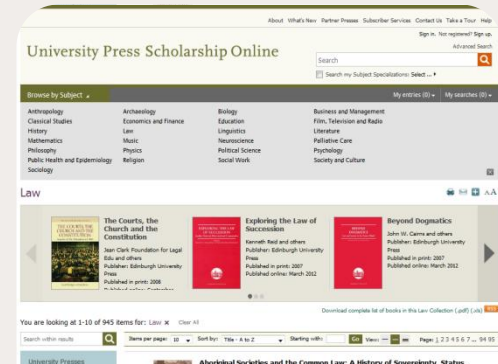 About What's New Partner Presses Subscriber Services Contact Us Take a Tour Help
Sign in. Not registered? Sign up.
University Press Scholarship Online
Advanced Search
Search
Search my Subject Specializations: Select ...
Browse by Subject
My entries (0) My searches (0)
Anthropology Archaeology Biology Business and Management
Classical Studies Economics and Finance Education Film, Television and Radio
History Law Linguistics Literature
Mathematics Music Neuroscience Palliative Care
Philosophy Physics Political Science Psychology
Public Health and Epidemiology Religion Social Work Society and Culture
Sociology
Law
AA
The Courts, the Church and the Constitution
Jean Clark Foundation for Legal Edu and others
Publisher: Edinburgh University Press
Published in print: 2008
Published online: September
Exploring the Law of Succession
Kenneth Reid and others
Publisher: Edinburgh University Press
Published in print: 2007
Published online: March 2012
Beyond Dogmatics
John W. Cairns and others
Publisher: Edinburgh University Press
Published in print: 2007
Published online: March 2012
Download complete list of books in this Law Collection (.pdf) (.xls)
You are looking at 1-10 of 945 items for: Law x Clear All
Search within results Items per page: 10 Sort by: Title - A to Z Starting with: Go View: Page: 1 2 3 4 5 6 7 ... 94 95
University Presses
Aboriginal Societies and the Common Law: A History of Sovereignty, Status,